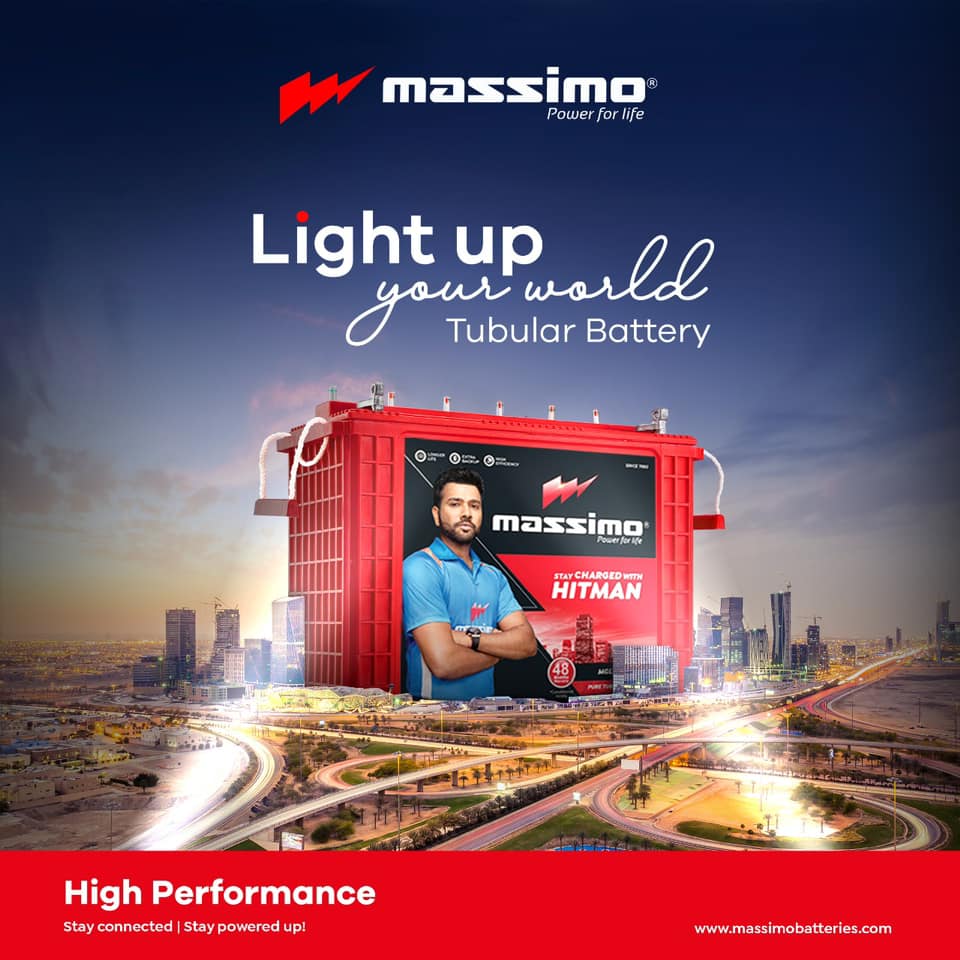 massimo®
Power for life
Light up
your world
Tubular Battery
LONGER LIFE
EXTRA BACKUP
HIGH EFFICIENCY
massimo®
Power for life
STAY CHARGED WITH
HITMAN
48
High Performance
Stay connected | Stay powered up!
www.massimobatteries.com